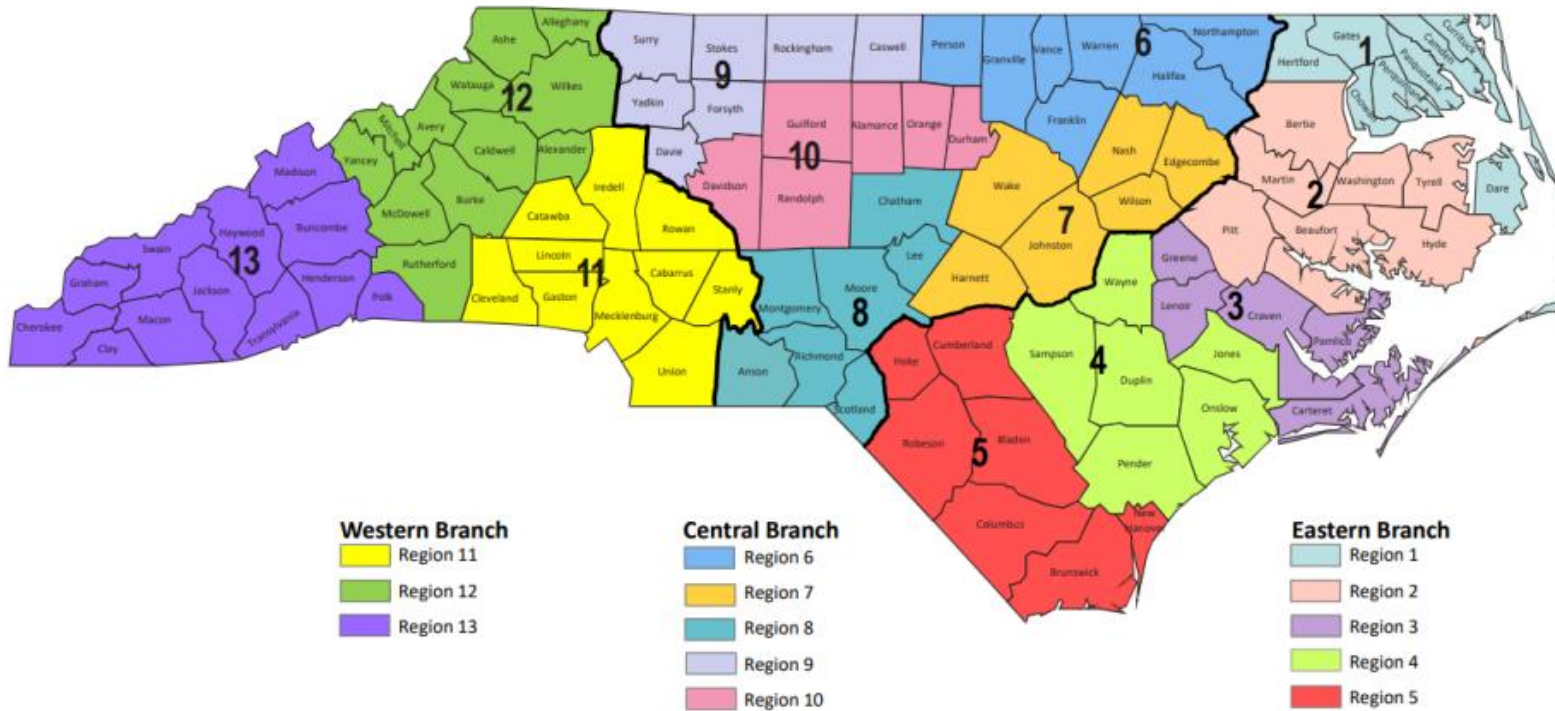 Alleghany
Ashe
Surry
Stokes
Rockingham
Caswell
Person
Granville
Vance
Warren
6
Northampton
Gates
1
Currituck
Camden
Pasquotank
Perquimans
Chowan
Hertford
Watauga
12
Wilkes
9
Yadkin
Forsyth
Halifax
Franklin
Mitchell
Avery
Guilford
Alamance
Orange
Durham
Nash
Edgecombe
Bertie
Madison
Yancey
Caldwell
Alexander
Iredell
Davie
10
Davidson
Randolph
Wake
Wilson
Martin
2
Washington
Tyrell
Dare
McDowell
Burke
Catawba
Rowan
Chatham
7
Johnston
Pitt
Beaufort
Hyde
Swain
Haywood
13
Buncombe
Rutherford
Lincoln
11
Cabarrus
Stanly
Lee
Harnett
Wayne
Greene
Graham
Jackson
Henderson
Polk
Cleveland
Gaston
Mecklenburg
Montgomery
Moore
8
Lenoir
3
Craven
Pamlico
Cherokee
Macon
Transylvania
Clay
Union
Anson
Richmond
Scotland
Hoke
Cumberland
Sampson
4
Duplin
Jones
Onslow
Carteret
Robeson
5
Bladen
Pender
Columbus
New
Hanover
Brunswick
Western Branch
Region 11
Region 12
Region 13
Central Branch
Region 6
Region 7
Region 8
Region 9
Region 10
Eastern Branch
Region 1
Region 2
Region 3
Region 4
Region 5